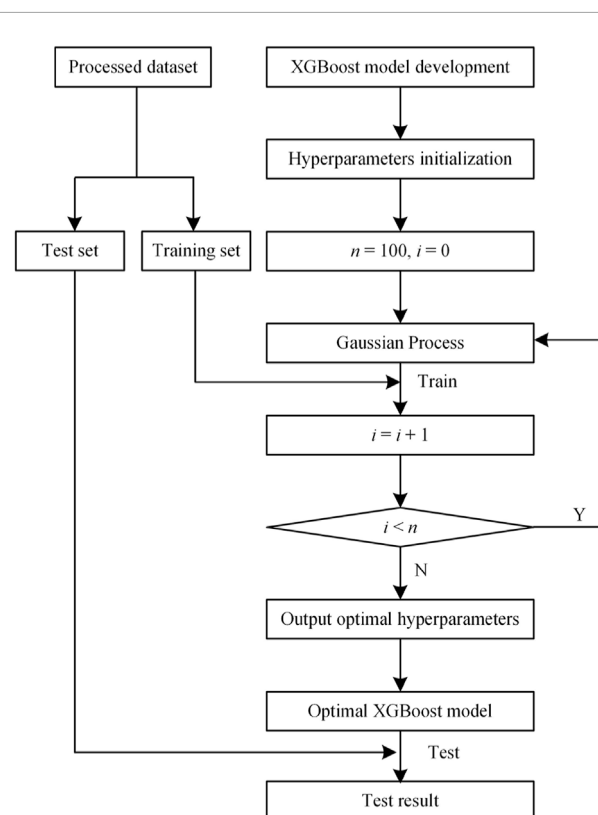 Processed dataset
XGBoost model development
Hyperparameters initialization
Test set
Training set
n = 100, i = 0
Gaussian Process
Train
i = i + 1
i < n
Y
N
Output optimal hyperparameters
Optimal XGBoost model
Test
Test result